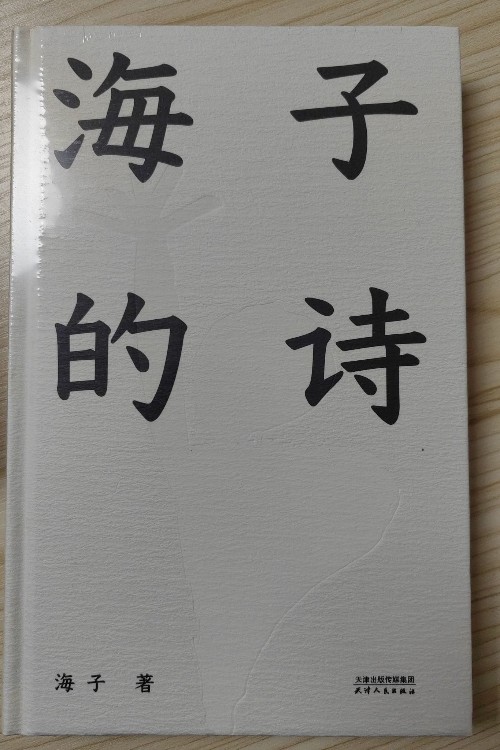 海子
的诗
海子 著
天津出版传媒集团
天津人民出版社